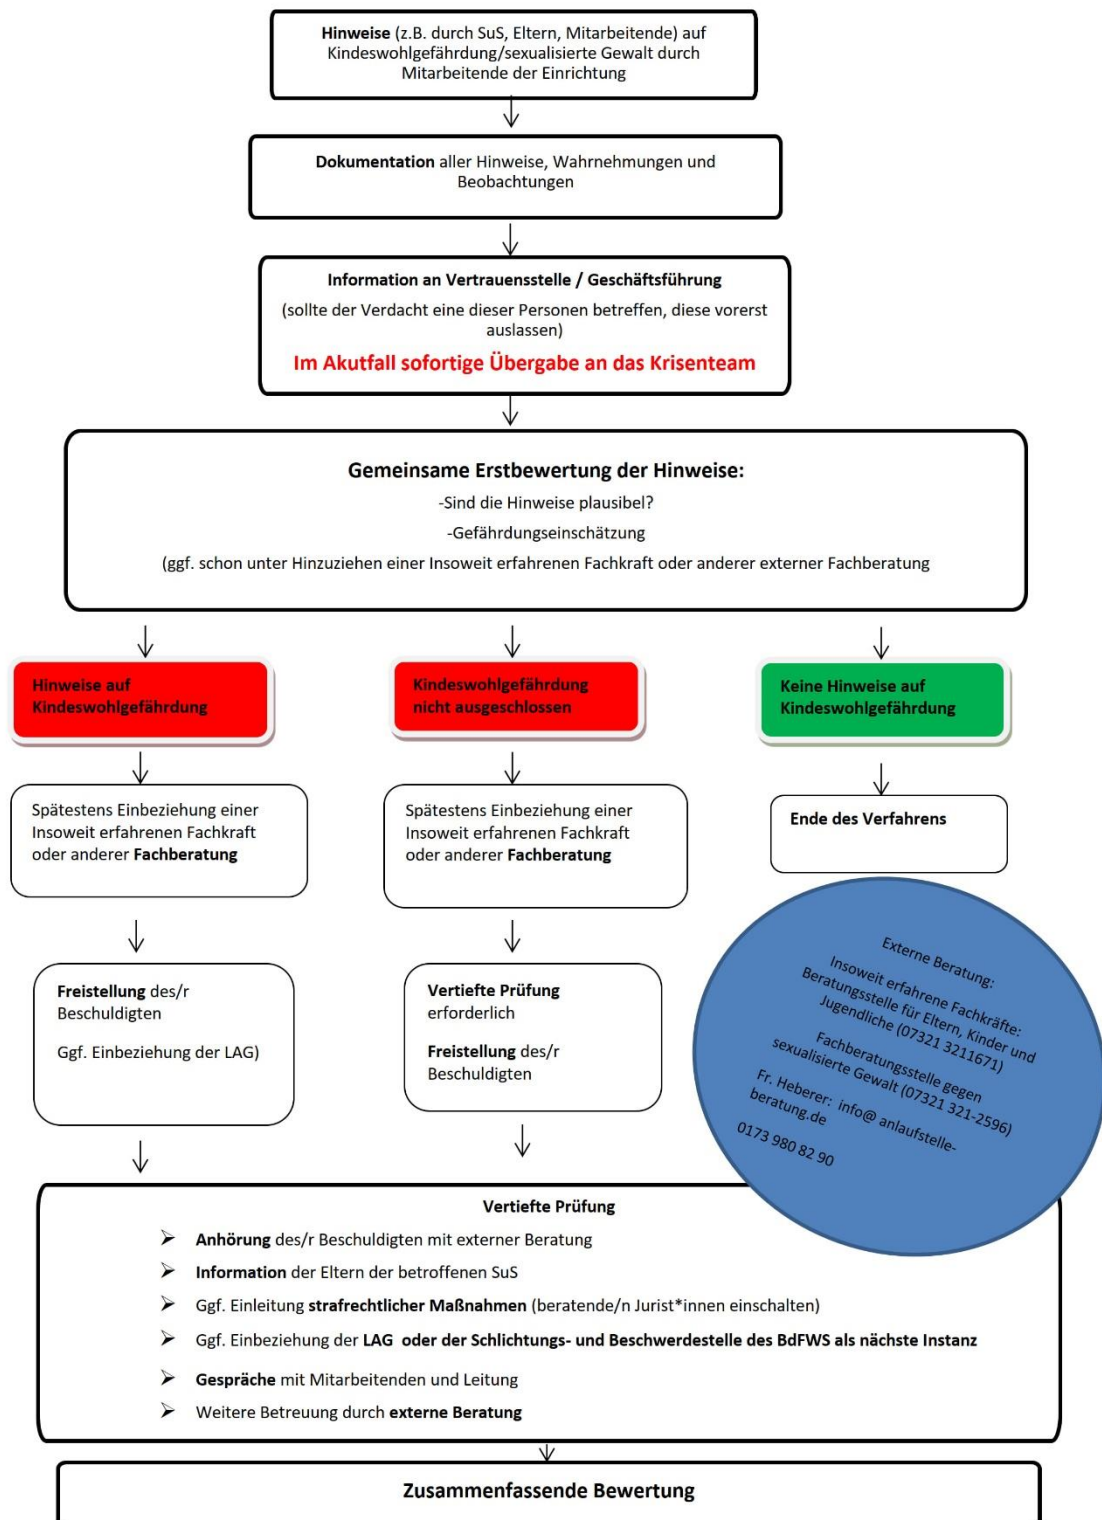 Hinweise (z.B. durch SuS, Eltern, Mitarbeitende) auf
Kindeswohlgefährdung/sexualisierte Gewalt durch
Mitarbeitende der Einrichtung
Dokumentation aller Hinweise, Wahrnehmungen und
Beobachtungen
Information an Vertrauensstelle / Geschäftsführung
(sollte der Verdacht eine dieser Personen betreffen, diese vorerst
auslassen)
Im Akutfall sofortige Übergabe an das Krisenteam
Gemeinsame Erstbewertung der Hinweise:
-Sind die Hinweise plausibel?
-Gefährdungseinschätzung
(ggf. schon unter Hinzuziehen einer Insoweit erfahrenen Fachkraft oder anderer externer Fachberatung
Hinweise auf
Kindeswohlgefährdung
Kindeswohlgefährdung
nicht ausgeschlossen
Keine Hinweise auf
Kindeswohlgefährdung
Spätestens Einbeziehung einer
Insoweit erfahrenen Fachkraft
oder anderer Fachberatung
Spätestens Einbeziehung einer
Insoweit erfahrenen Fachkraft
oder anderer Fachberatung
Ende des Verfahrens
Freistellung des/r
Beschuldigten
Ggf. Einbeziehung der LAG)
Vertiefte Prüfung
erforderlich
Freistellung des/r
Beschuldigten
Externe Beratung:
Insoweit erfahrene Fachkräfte:
Beratungsstelle für Eltern, Kinder und
Jugendliche (07321 3211671)
Fachberatungsstelle gegen
sexualisierte Gewalt (07321 321-2596)
Fr. Heberer: info@ anlaufstelle-
beratung.de
0173 980 82 90
Vertiefte Prüfung
➢ Anhörung des/r Beschuldigten mit externer Beratung
➢ Information der Eltern der betroffenen SuS
➢ Ggf. Einleitung strafrechtlicher Maßnahmen (beratende/n Jurist*innen einschalten)
➢ Ggf. Einbeziehung der LAG oder der Schlichtungs- und Beschwerdestelle des BdFWS als nächste Instanz
➢ Gespräche mit Mitarbeitenden und Leitung
➢ Weitere Betreuung durch externe Beratung
Zusammenfassende Bewertung